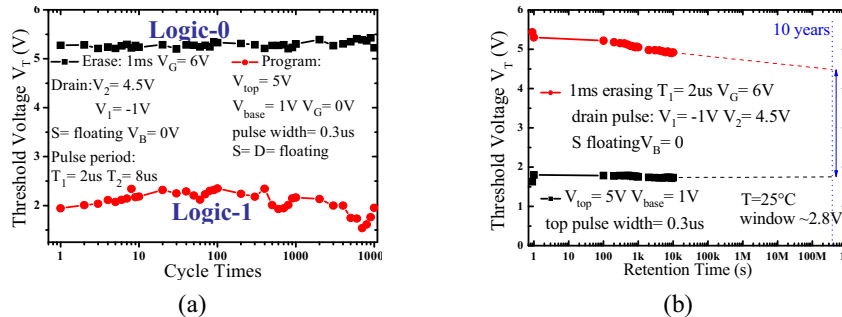 Threshold Voltage V_T (V)
6
5
4
3
2
1
Logic-0
Erase: 1ms V_G= 6V
Drain:V_2= 4.5V
V_1= -1V
S= floating V_B= 0V
Pulse period:
T_1= 2us T_2= 8us
Program:
V_top= 5V
V_base= 1V V_G= 0V
pulse width= 0.3us
S= D= floating
Logic-1
1 10 100 1000 10000
Cycle Times
(a)
10 years
Threshold Voltage V_T (V)
6
5
4
3
2
1
0
1ms erasing T_1= 2us V_G= 6V
drain pulse: V_1= -1V V_2= 4.5V
S floatingV_B= 0
V_top= 5V V_base= 1V
top pulse width= 0.3us
T=25°C
window ~2.8V
1 10 100 1k 10k 100k 1M 10M 100M
Retention Time (s)
(b)